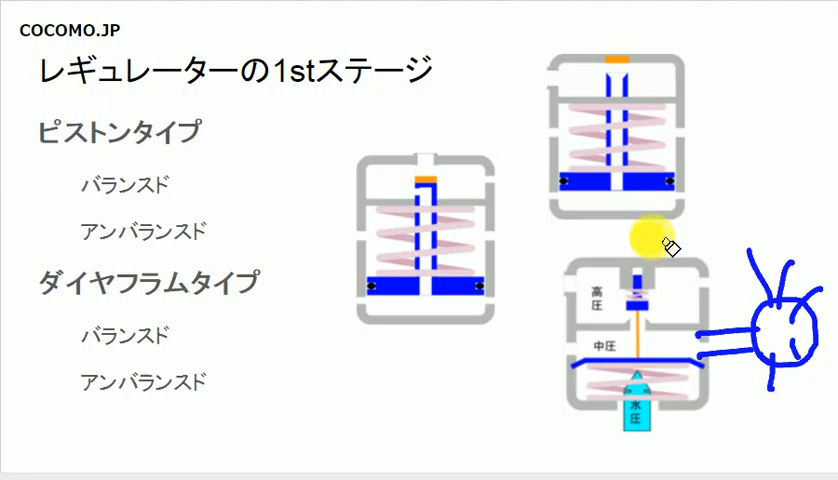 COCOMO.JP
レギュレーターの1stステージ
ピストンタイプ
バランスド
アンバランスド
ダイヤフラムタイプ
バランスド
アンバランスド
高圧
中圧
水圧